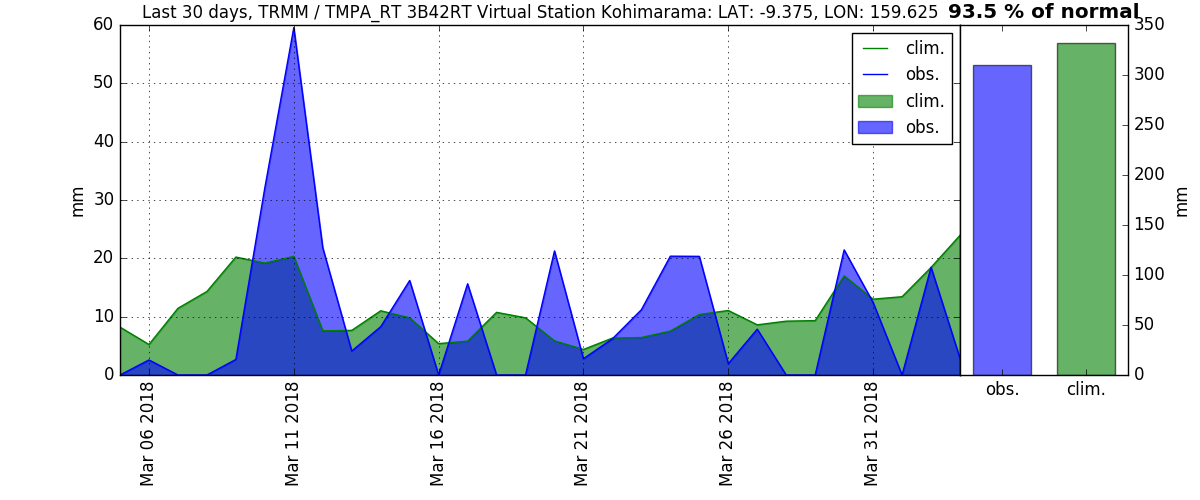 Last 30 days, TRMM / TMPA_RT 3B42RT Virtual Station Kohimarama: LAT: -9.375, LON: 159.625 93.5 % of normal
60
50
40
30
20
10
0
mm
clim.
obs.
clim.
obs.
Mar 06 2018
Mar 11 2018
Mar 16 2018
Mar 21 2018
Mar 26 2018
Mar 31 2018
350
300
250
200
150
100
50
0
mm
obs.
clim.